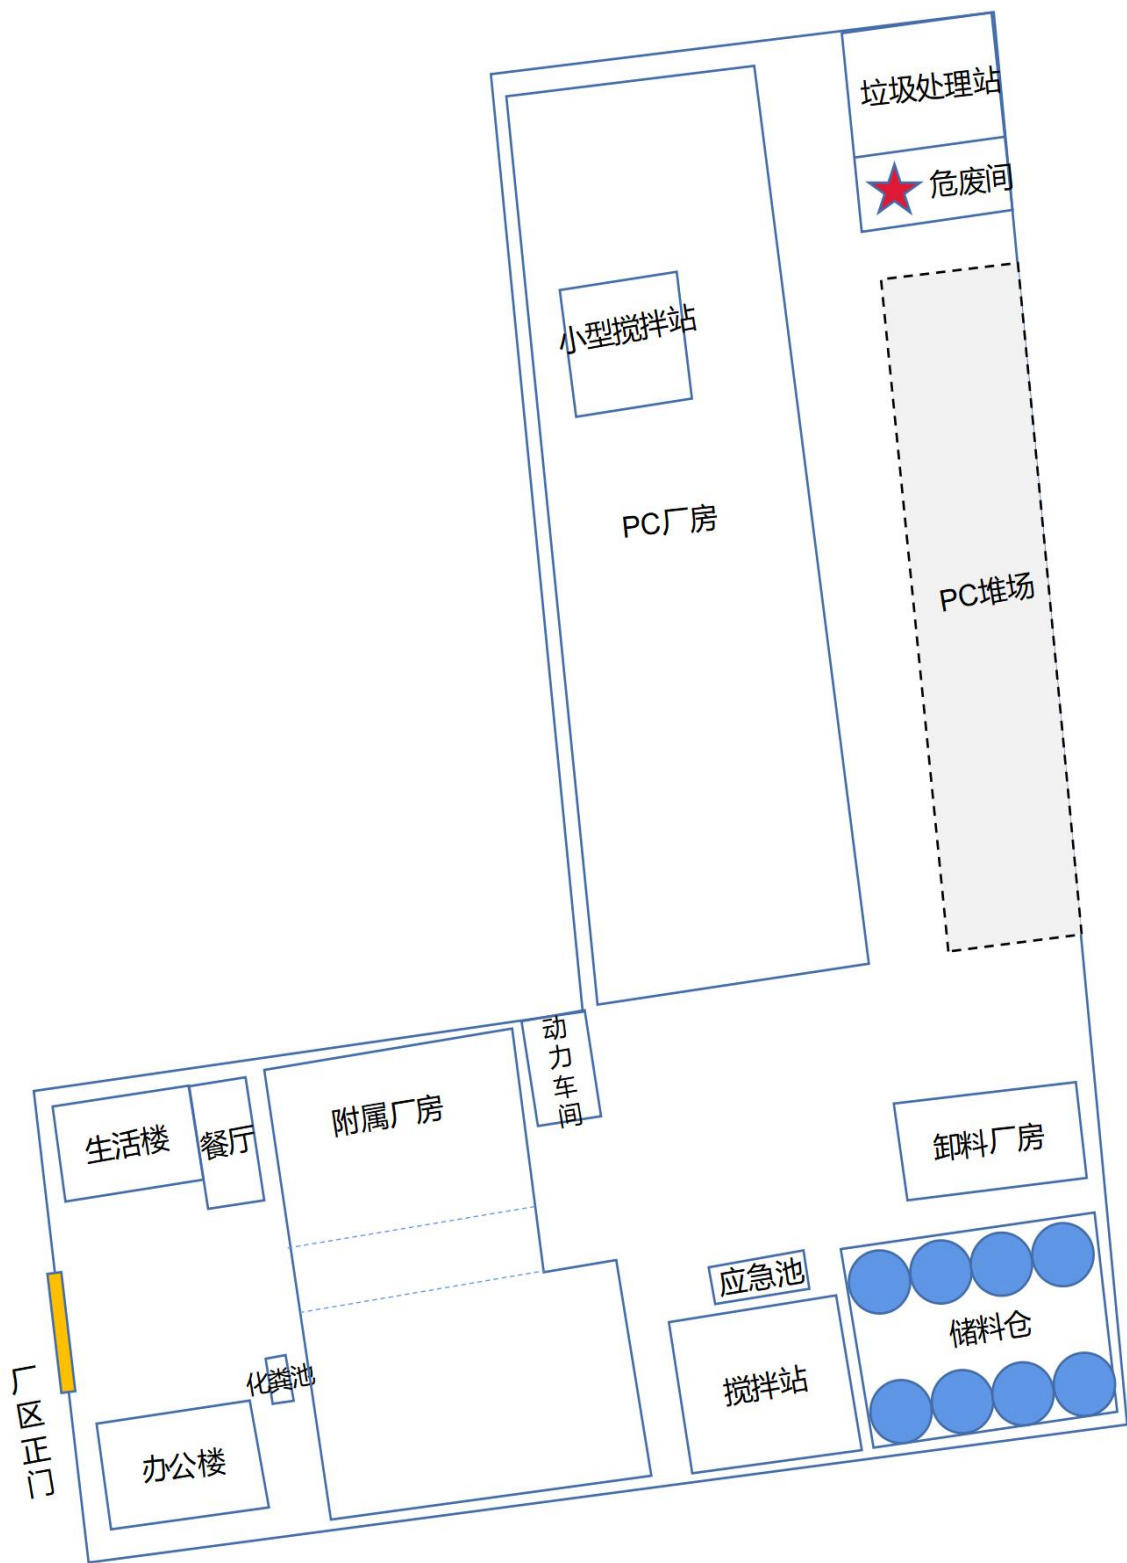 垃圾处理站
危废间
小型搅拌站
PC厂房
PC堆场
动力车间
附属厂房
生活楼
餐厅
卸料厂房
应急池
储料仓
搅拌站
化粪池
厂区正门
办公楼